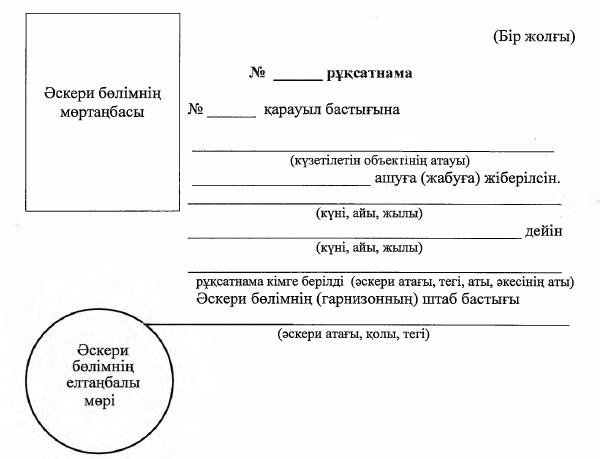 (Бір жолғы)
Әскери бөлімнің
мөртаңбасы
№ ______ рұқсатнама
№ ______ қарауыл бастығына
(күзетілетін объектінің атауы)
______ ашуға (жабуға) жіберілсін.
(күні, айы, жылы)
______ дейін
(күні, айы, жылы)
рұқсатнама кімге берілді (әскери атағы, тегі, аты, әкесінің аты)
Әскери бөлімнің (гарнизонның) штаб бастығы
(әскери атағы, қолы, тегі)
Әскери
бөлімнің
елтаңбалы
мөрі